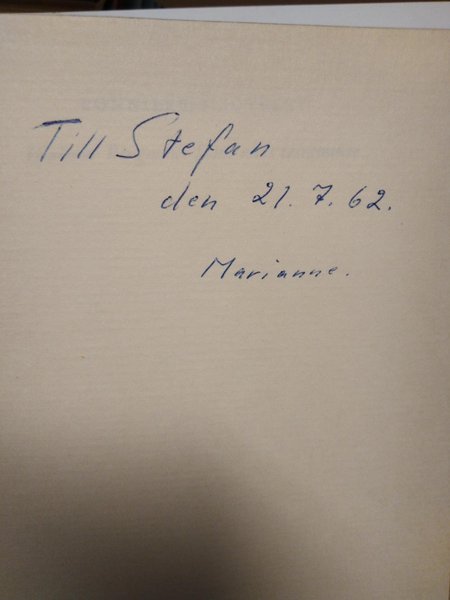 Till Stefan
den 21.7.62.
Marianne.